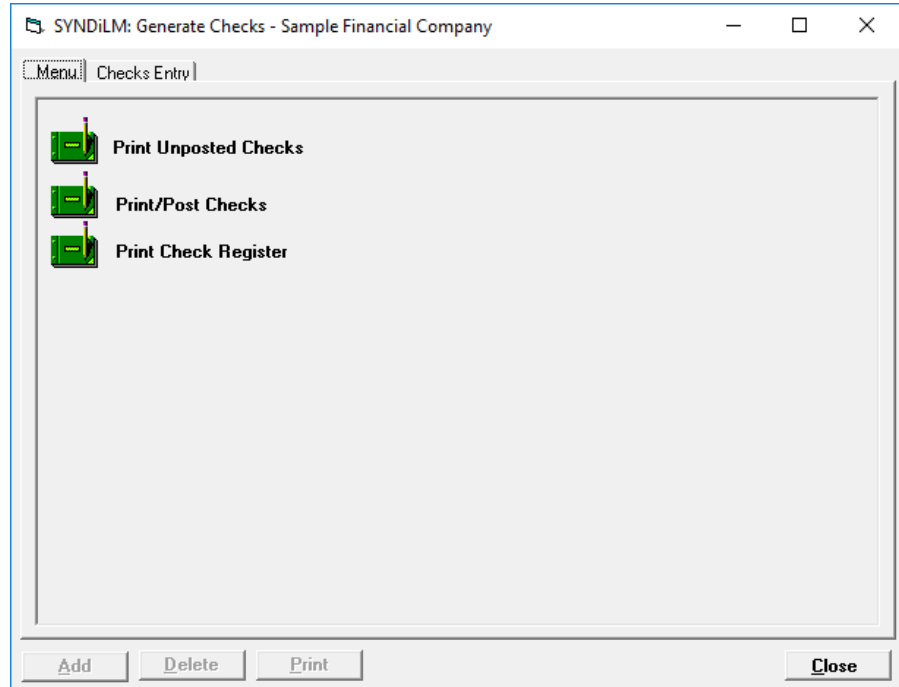 SYNDiLM: Generate Checks - Sample Financial Company
Menu Checks Entry
Print Unposted Checks
Print/Post Checks
Print Check Register
Add Delete Print Close